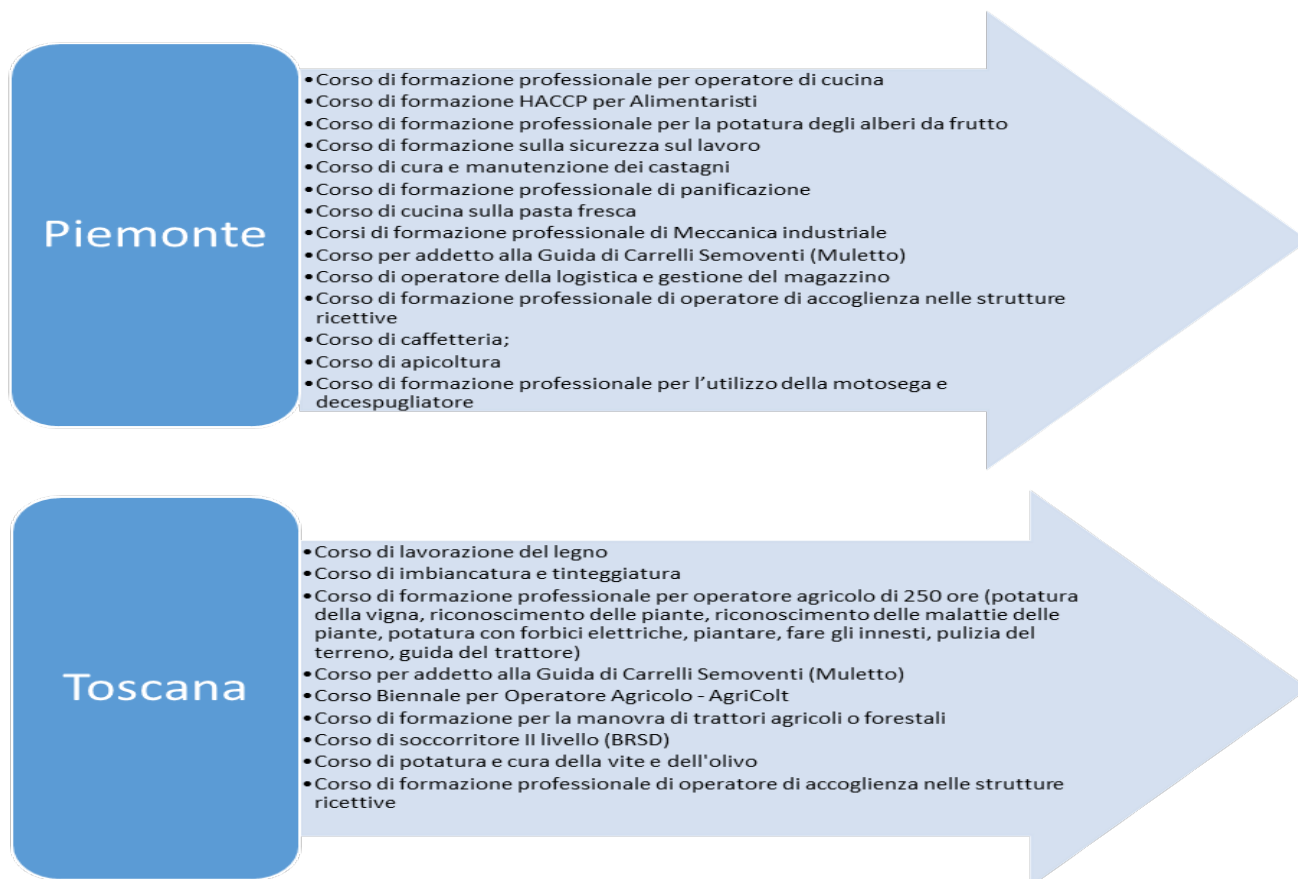 Piemonte
•Corso di formazione professionale per operatore di cucina
•Corso di formazione HACCP per Alimentaristi
•Corso di formazione professionale per la potatura degli alberi da frutto
•Corso di formazione sulla sicurezza sul lavoro
•Corso di cura e manutenzione dei castagni
•Corso di formazione professionale di panificazione
•Corso di cucina sulla pasta fresca
•Corsi di formazione professionale di Meccanica industriale
•Corso per addetto alla Guida di Carrelli Semoventi (Muletto)
•Corso di operatore della logistica e gestione del magazzino
•Corso di formazione professionale di operatore di accoglienza nelle strutture
ricettive
•Corso di caffetteria;
•Corso di apicoltura
•Corso di formazione professionale per l’utilizzo della motosega e
decespugliatore
Toscana
•Corso di lavorazione del legno
•Corso di imbiancatura e tinteggiatura
•Corso di formazione professionale per operatore agricolo di 250 ore (potatura
della vigna, riconoscimento delle piante, riconoscimento delle malattie delle
piante, potatura con forbici elettriche, piantare, fare gli innesti, pulizia del
terreno, guida del trattore)
•Corso per addetto alla Guida di Carrelli Semoventi (Muletto)
•Corso Biennale per Operatore Agricolo - AgriColt
•Corso di formazione per la manovra di trattori agricoli o forestali
•Corso di soccorritore II livello (BRSD)
•Corso di potatura e cura della vite e dell'olivo
•Corso di formazione professionale di operatore di accoglienza nelle strutture
ricettive